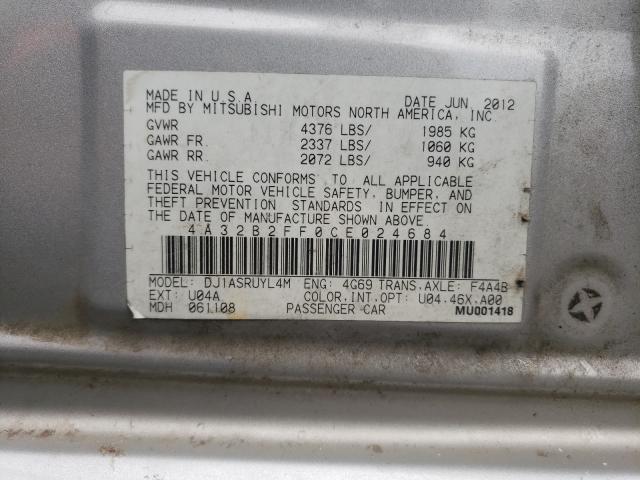 MADE IN U.S.A. DATE JUN 2012
MFD BY MITSUBISHI MOTORS NORTH AMERICA, INC.
GVWR 4376 LBS/ 1985 KG
GAWR FR. 2337 LBS/ 1060 KG
GAWR RR. 2072 LBS/ 940 KG
THIS VEHICLE CONFORMS TO ALL APPLICABLE
FEDERAL MOTOR VEHICLE SAFETY, BUMPER, AND
THEFT PREVENTION STANDARDS IN EFFECT ON
THE DATE OF MANUFACTURE SHOWN ABOVE
4A32B2FF0CE024684
MODEL: DJ1ASRUYL4M ENG: 4G69 TRANS,AXLE: F4A4B
EXT: U04A COLOR,INT,OPT: U04,46X,A00
MDH 061108 PASSENGER CAR MU001418